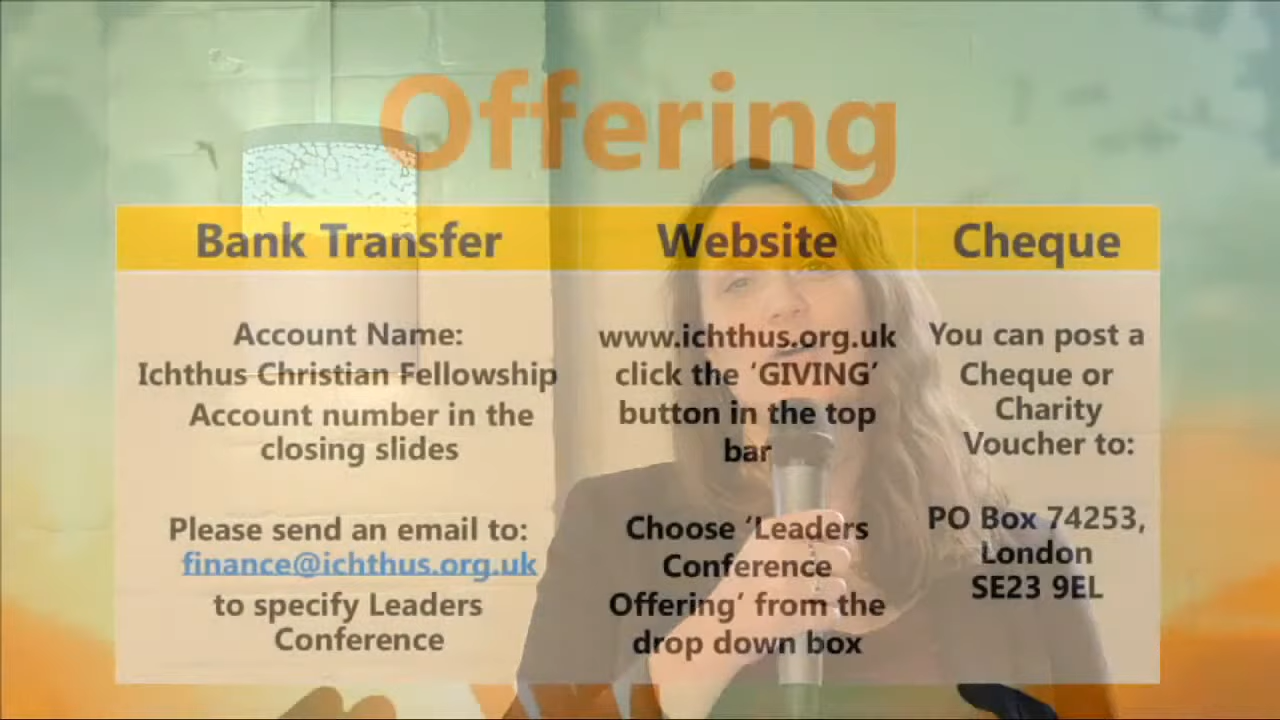 Offering
Bank Transfer
Account Name:
Ichthus Christian Fellowship
Account number in the
closing slides
Please send an email to:
finance@ichthus.org.uk
to specify Leaders
Conference
Website
www.ichthus.org.uk
click the ‘GIVING’
button in the top
bar
Choose ‘Leaders
Conference
Offering’ from the
drop down box
Cheque
You can post a
Cheque or
Charity
Voucher to:
PO Box 74253,
London
SE23 9EL